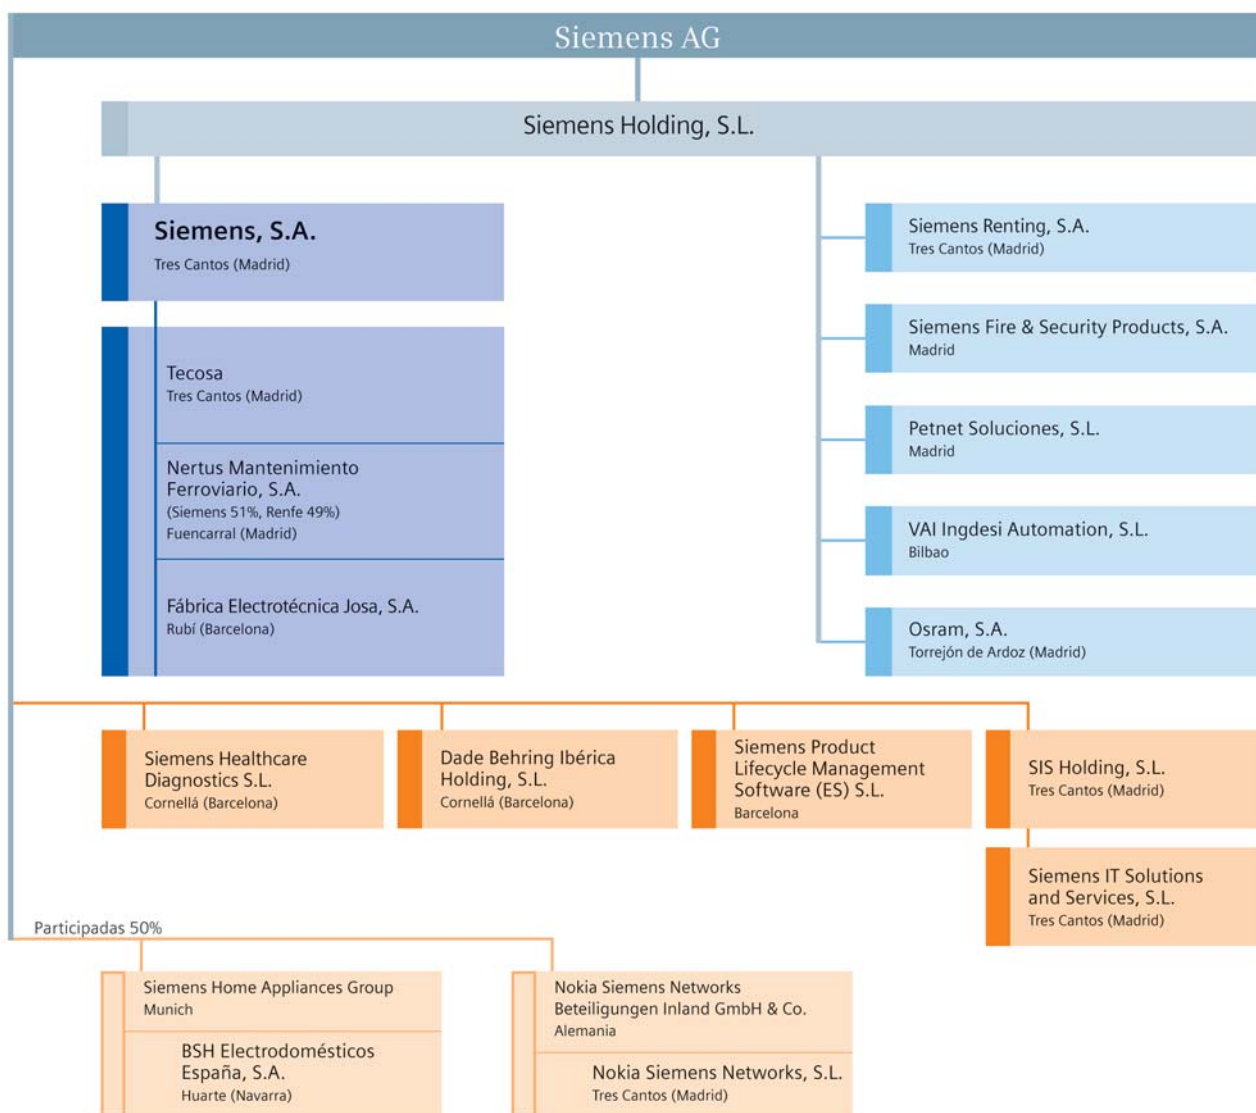 Siemens AG
Siemens Holding, S.L.
Siemens, S.A.
Tres Cantos (Madrid)
Tecosa
Tres Cantos (Madrid)
Nertus Mantenimiento
Ferroviario, S.A.
(Siemens 51%, Renfe 49%)
Fuencarral (Madrid)
Fábrica Electrotécnica Josa, S.A.
Rubí (Barcelona)
Siemens Renting, S.A.
Tres Cantos (Madrid)
Siemens Fire & Security Products, S.A.
Madrid
Petnet Soluciones, S.L.
Madrid
VAI Ingdesi Automation, S.L.
Bilbao
Osram, S.A.
Torrejón de Ardoz (Madrid)
Siemens Healthcare
Diagnostics S.L.
Cornellá (Barcelona)
Dade Behring Ibérica
Holding, S.L.
Cornellá (Barcelona)
Siemens Product
Lifecycle Management
Software (ES) S.L.
Barcelona
SIS Holding, S.L.
Tres Cantos (Madrid)
Siemens IT Solutions
and Services, S.L.
Tres Cantos (Madrid)
Participadas 50%
Siemens Home Appliances Group
Munich
BSH Electrodomésticos
España, S.A.
Huarte (Navarra)
Nokia Siemens Networks
Beteiligungen Inland GmbH & Co.
Alemania
Nokia Siemens Networks, S.L.
Tres Cantos (Madrid)